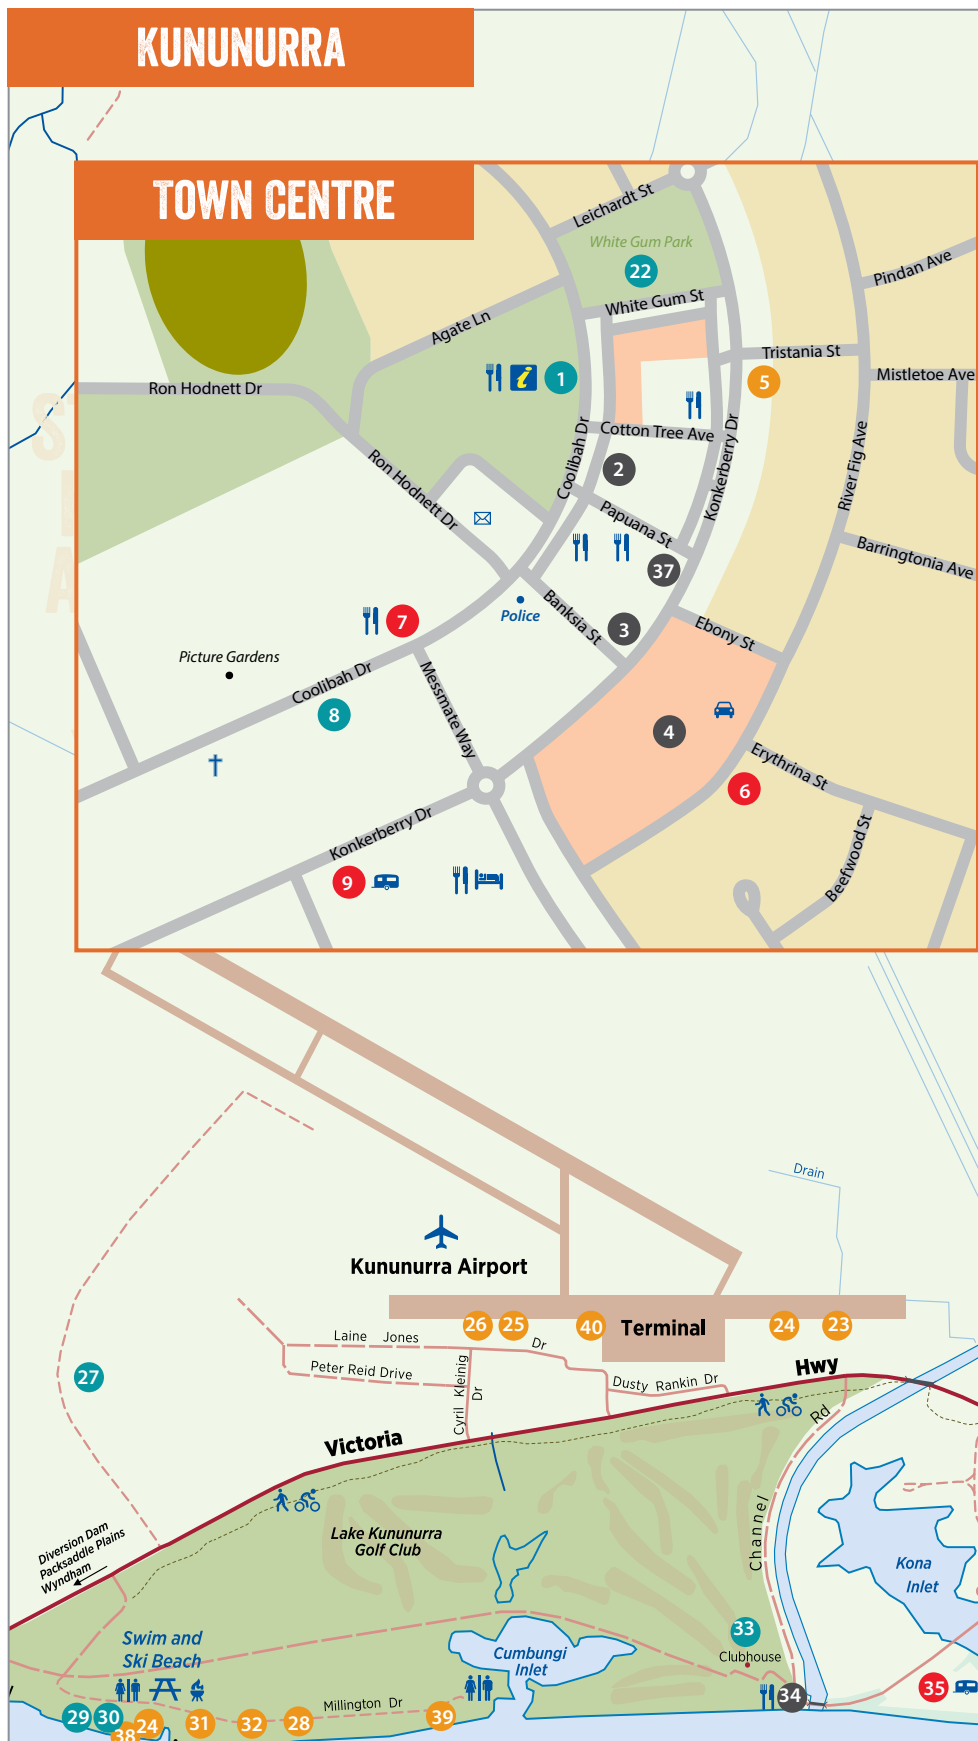 KUNUNURRA
TOWN CENTRE
Leichardt St
White Gum Park
22
White Gum St
Pindan Ave
Agate Ln
Tristania St
Mistletoe Ave
Ron Hodnett Dr
i
1
5
Cotton Tree Ave
Coolibah Dr
2
Konkerberry Dr
River Fig Ave
Ron Hodnett Dr
Papuana St
Barringtonia Ave
37
Police
Banksia St
3
Ebony St
7
Picture Gardens
Coolibah Dr
8
Messmate Way
4
6
Erythrina St
Konkerberry Dr
9
Beefwood St
Drain
Kununurra Airport
26
25
40
Terminal
24
23
Laine Jones Dr
Peter Reid Drive
Cyril Kleinig Dr
Dusty Rankin Dr
Hwy
27
Victoria
Channel Rd
Lake Kununurra
Golf Club
Diversion Dam
Packsaddle Plains
Wyndham
Kona
Inlet
Swim and
Ski Beach
Cumbungi
Inlet
33
Clubhouse
34
35
Millington Dr
29
30
38
24
31
32
28
39